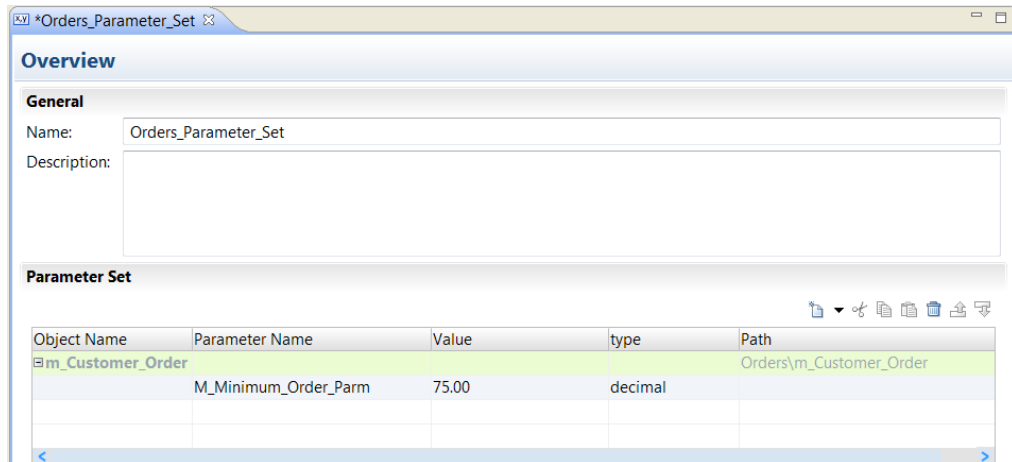 *Orders_Parameter_Set
Overview
General
Name: Orders_Parameter_Set
Description:
Parameter Set
Object Name Parameter Name Value type Path
m_Customer_Order Orders\m_Customer_Order
M_Minimum_Order_Parm 75.00 decimal